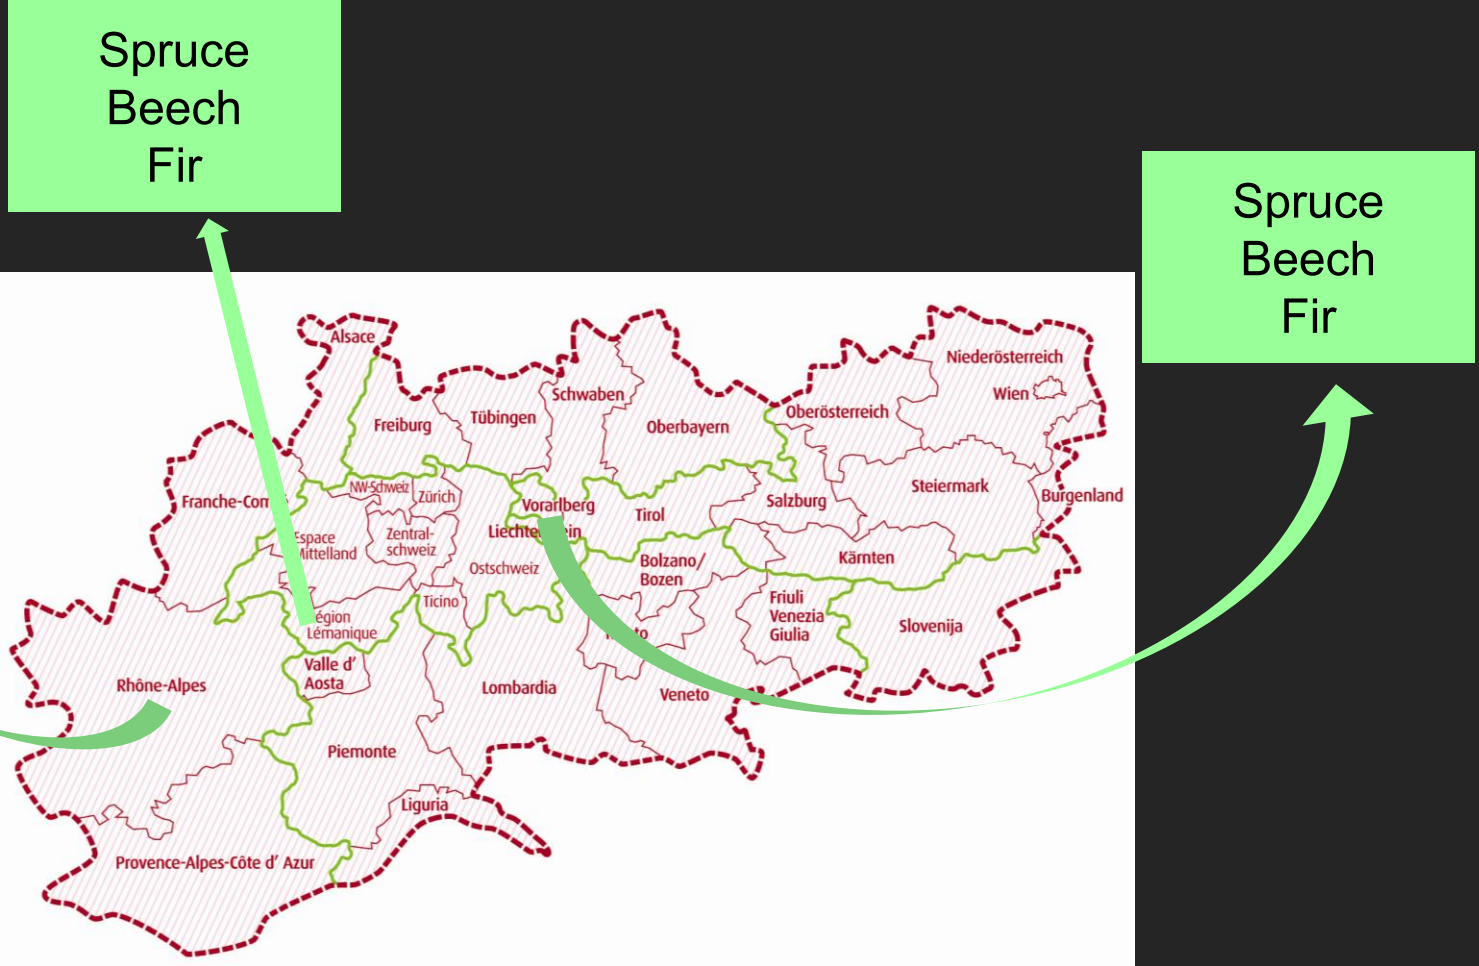 Spruce
Beech
Fir
Spruce
Beech
Fir
Alsace
Niederösterreich
Wien
Schwaben
Oberösterreich
Tübingen
Freiburg
Oberbayern
Steiermark
NW-Schweiz
Zürich
Burgenland
Franche-Com
Vorarlberg
Salzburg
Tirol
Liechte ein
Espace
Mittelland
Zentral-
schweiz
Kärnten
Bolzano/
Bozen
Ostschweiz
Ticino
Friuli
Venezia
Giulia
égion
Lémanique
Slovenija
Valle d'
Aosta
Rhône-Alpes
Lombardia
Veneto
Piemonte
Liguria
Provence-Alpes-Côte d' Azur